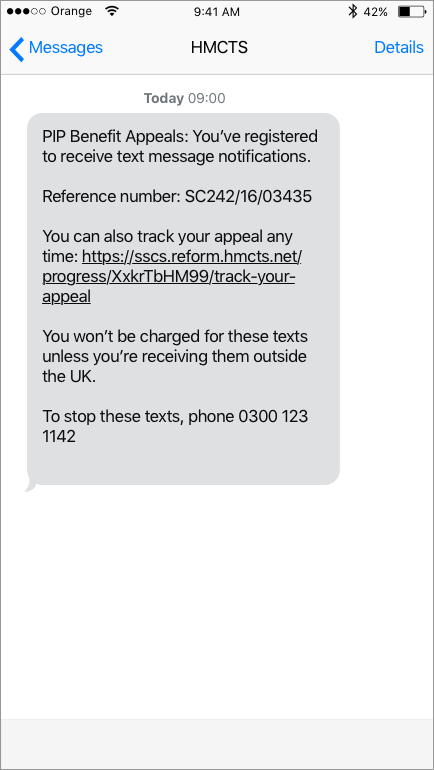 Orange 9:41 AM 42%
Messages HMCTS Details
Today 09:00
PIP Benefit Appeals: You’ve registered
to receive text message notifications.
Reference number: SC242/16/03435
You can also track your appeal any
time: https://sscs.reform.hmcts.net/
progress/XxkrTbHM99/track-your-
appeal
You won’t be charged for these texts
unless you’re receiving them outside
the UK.
To stop these texts, phone 0300 123
1142